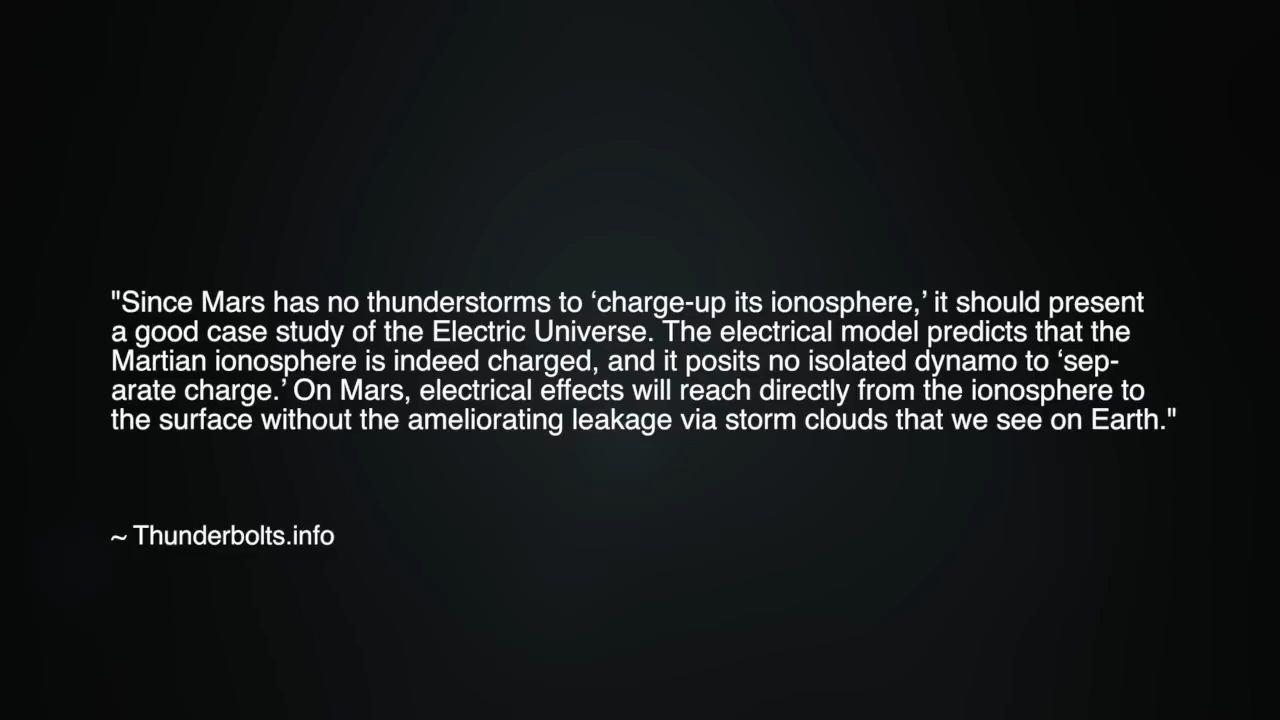 "Since Mars has no thunderstorms to ‘charge-up its ionosphere,’ it should present
a good case study of the Electric Universe. The electrical model predicts that the
Martian ionosphere is indeed charged, and it posits no isolated dynamo to ‘sep-
arate charge.’ On Mars, electrical effects will reach directly from the ionosphere to
the surface without the ameliorating leakage via storm clouds that we see on Earth."
~ Thunderbolts.info